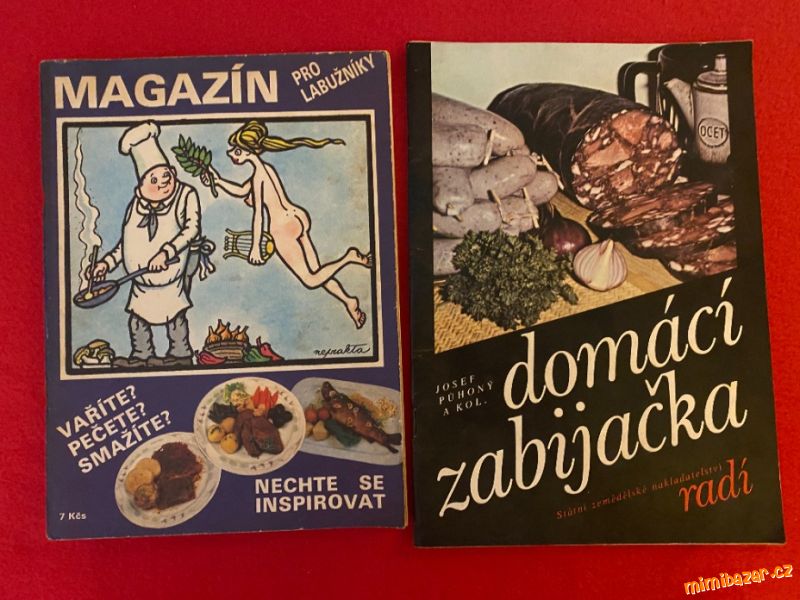 MAGAZÍN
PRO
LABUŽNÍKY
neprakta
VAŘÍTE?
PEČETE?
SMAŽÍTE?
NECHTE SE
INSPIROVAT
7 Kčs
OCET
JOSEF
PŮHONÝ
A KOL.
domácí
zabijačka
Státní zemědělské nakladatelství
radí
mimibazar.cz